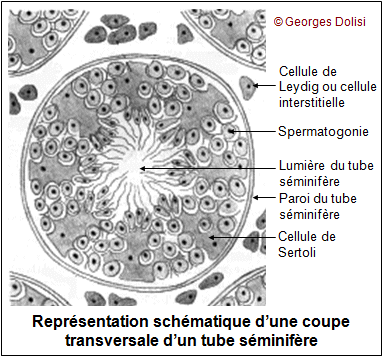 © Georges Dolisi
Cellule de
Leydig ou cellule
interstitielle
Spermatogonie
Lumière du tube
séminifère
Paroi du tube
séminifère
Cellule de
Sertoli
Représentation schématique d'une coupe
transversale d'un tube séminifère